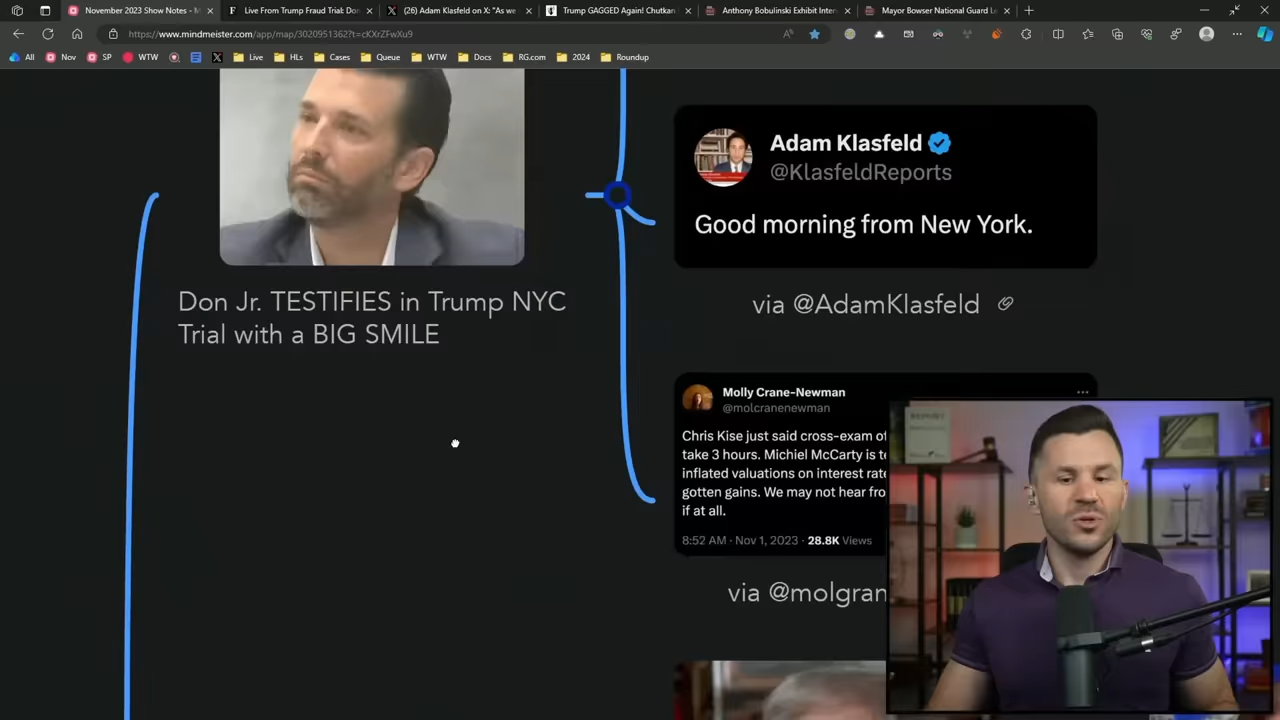 November 2023 Show Notes - M
Live From Trump Fraud Trial: Don
(26) Adam Klasfeld on X: "As we
Trump GAGGED Again! Chutkan
Anthony Bobulinski Exhibit Inter
Mayor Bowser National Guard Le
https://www.mindmeister.com/app/map/3020951362?t=cKXrZFwXu9
All
Nov
SP
WTW
Live
HLs
Cases
Queue
WTW
Docs
RG.com
2024
Roundup
Don Jr. TESTIFIES in Trump NYC
Trial with a BIG SMILE
Adam Klasfeld
@KlasfeldReports
Good morning from New York.
via @AdamKlasfeld
Molly Crane-Newman
@molcranenewman
Chris Kise just said cross-exam of
take 3 hours. Michiel McCarty is te
inflated valuations on interest rate
gotten gains. We may not hear fro
if at all.
8:52 AM · Nov 1, 2023 · 28.8K Views
via @molgran